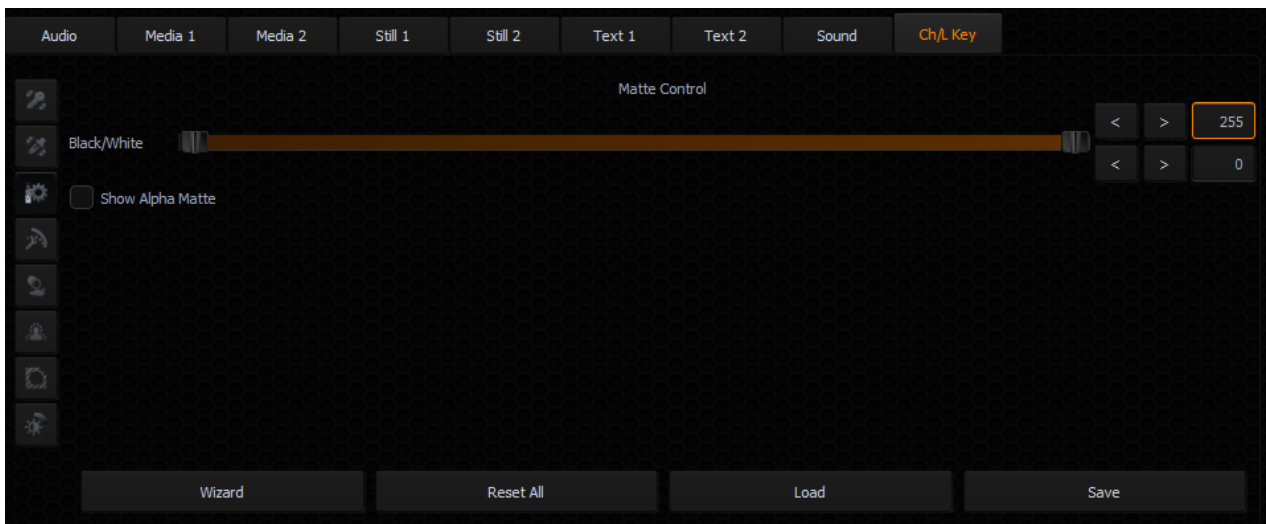 Audio Media 1 Media 2 Still 1 Still 2 Text 1 Text 2 Sound Ch/L Key
Matte Control
< > 255
Black/White
< > 0
Show Alpha Matte
Wizard Reset All Load Save